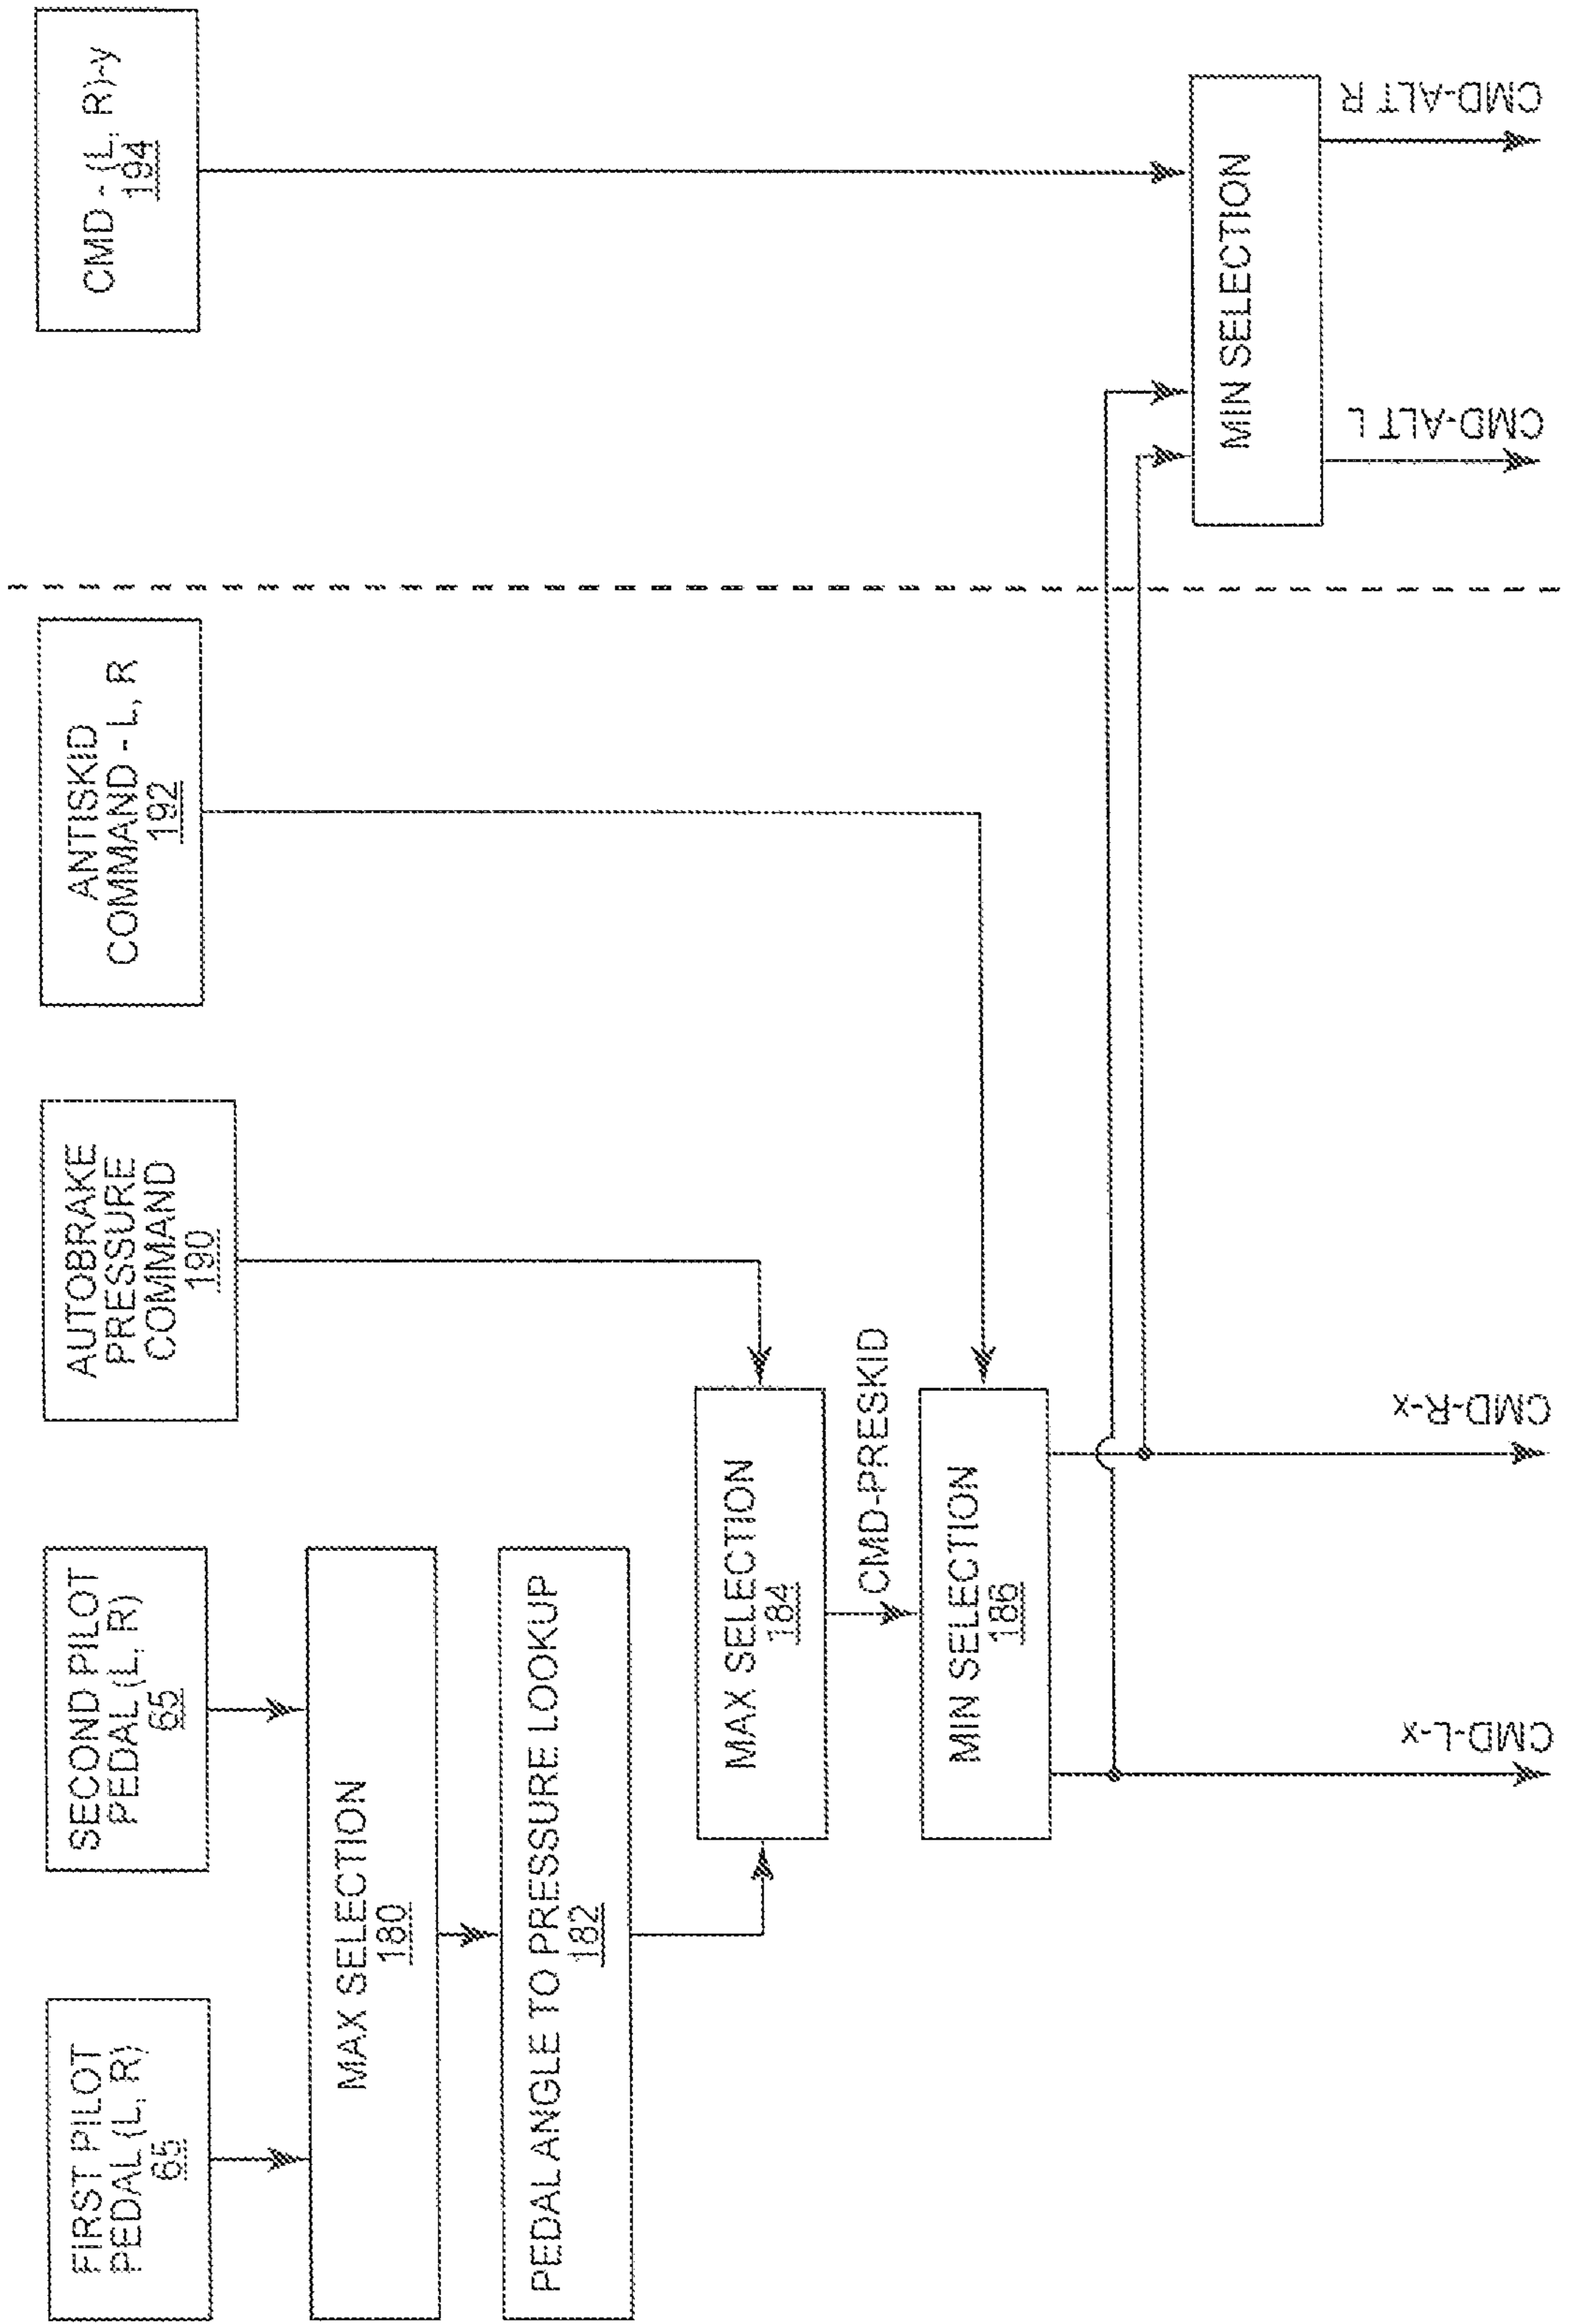 FIRST PILOT
PEDAL (L, R)
65
SECOND PILOT
PEDAL (L, R)
65
AUTOBRAKE
PRESSURE
COMMAND
190
ANTISKID
COMMAND - L, R
192
CMD - (L, R)-y
194
MAX SELECTION
180
PEDAL ANGLE TO PRESSURE LOOKUP
182
MAX SELECTION
184
CMD-PRESKID
MIN SELECTION
186
MIN SELECTION
CMD-L-x
CMD-R-x
CMD-ALT L
CMD-ALT R